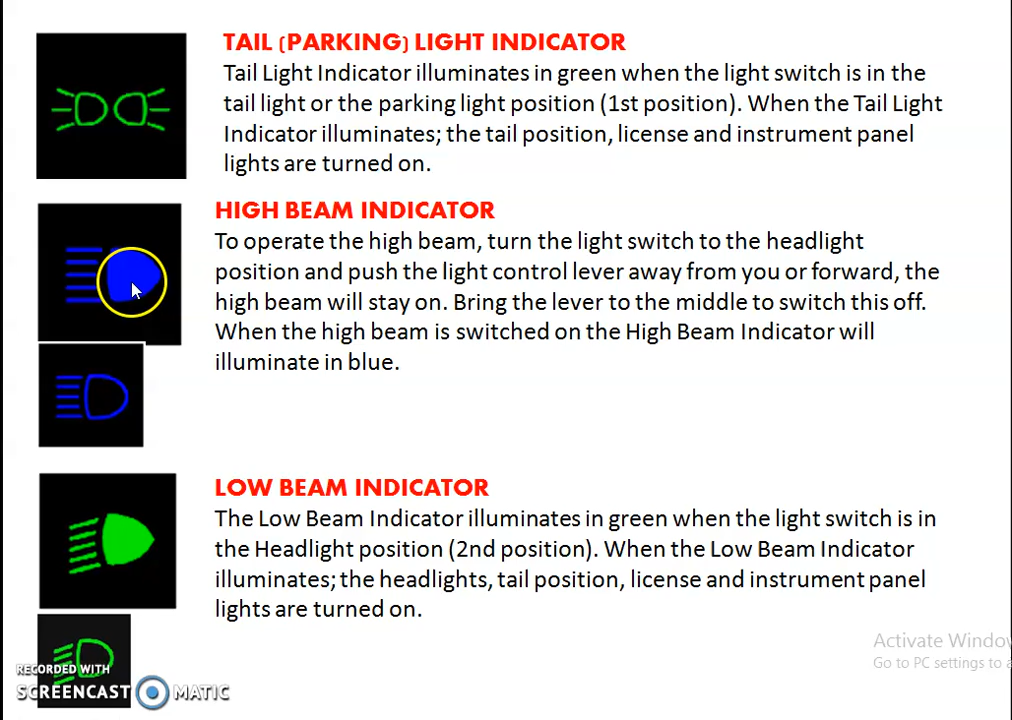 TAIL (PARKING) LIGHT INDICATOR
Tail Light Indicator illuminates in green when the light switch is in the
tail light or the parking light position (1st position). When the Tail Light
Indicator illuminates; the tail position, license and instrument panel
lights are turned on.
HIGH BEAM INDICATOR
To operate the high beam, turn the light switch to the headlight
position and push the light control lever away from you or forward, the
high beam will stay on. Bring the lever to the middle to switch this off.
When the high beam is switched on the High Beam Indicator will
illuminate in blue.
LOW BEAM INDICATOR
The Low Beam Indicator illuminates in green when the light switch is in
the Headlight position (2nd position). When the Low Beam Indicator
illuminates; the headlights, tail position, license and instrument panel
lights are turned on.
Activate Windo
Go to PC settings to a
RECORDED WITH
SCREENCAST MATIC